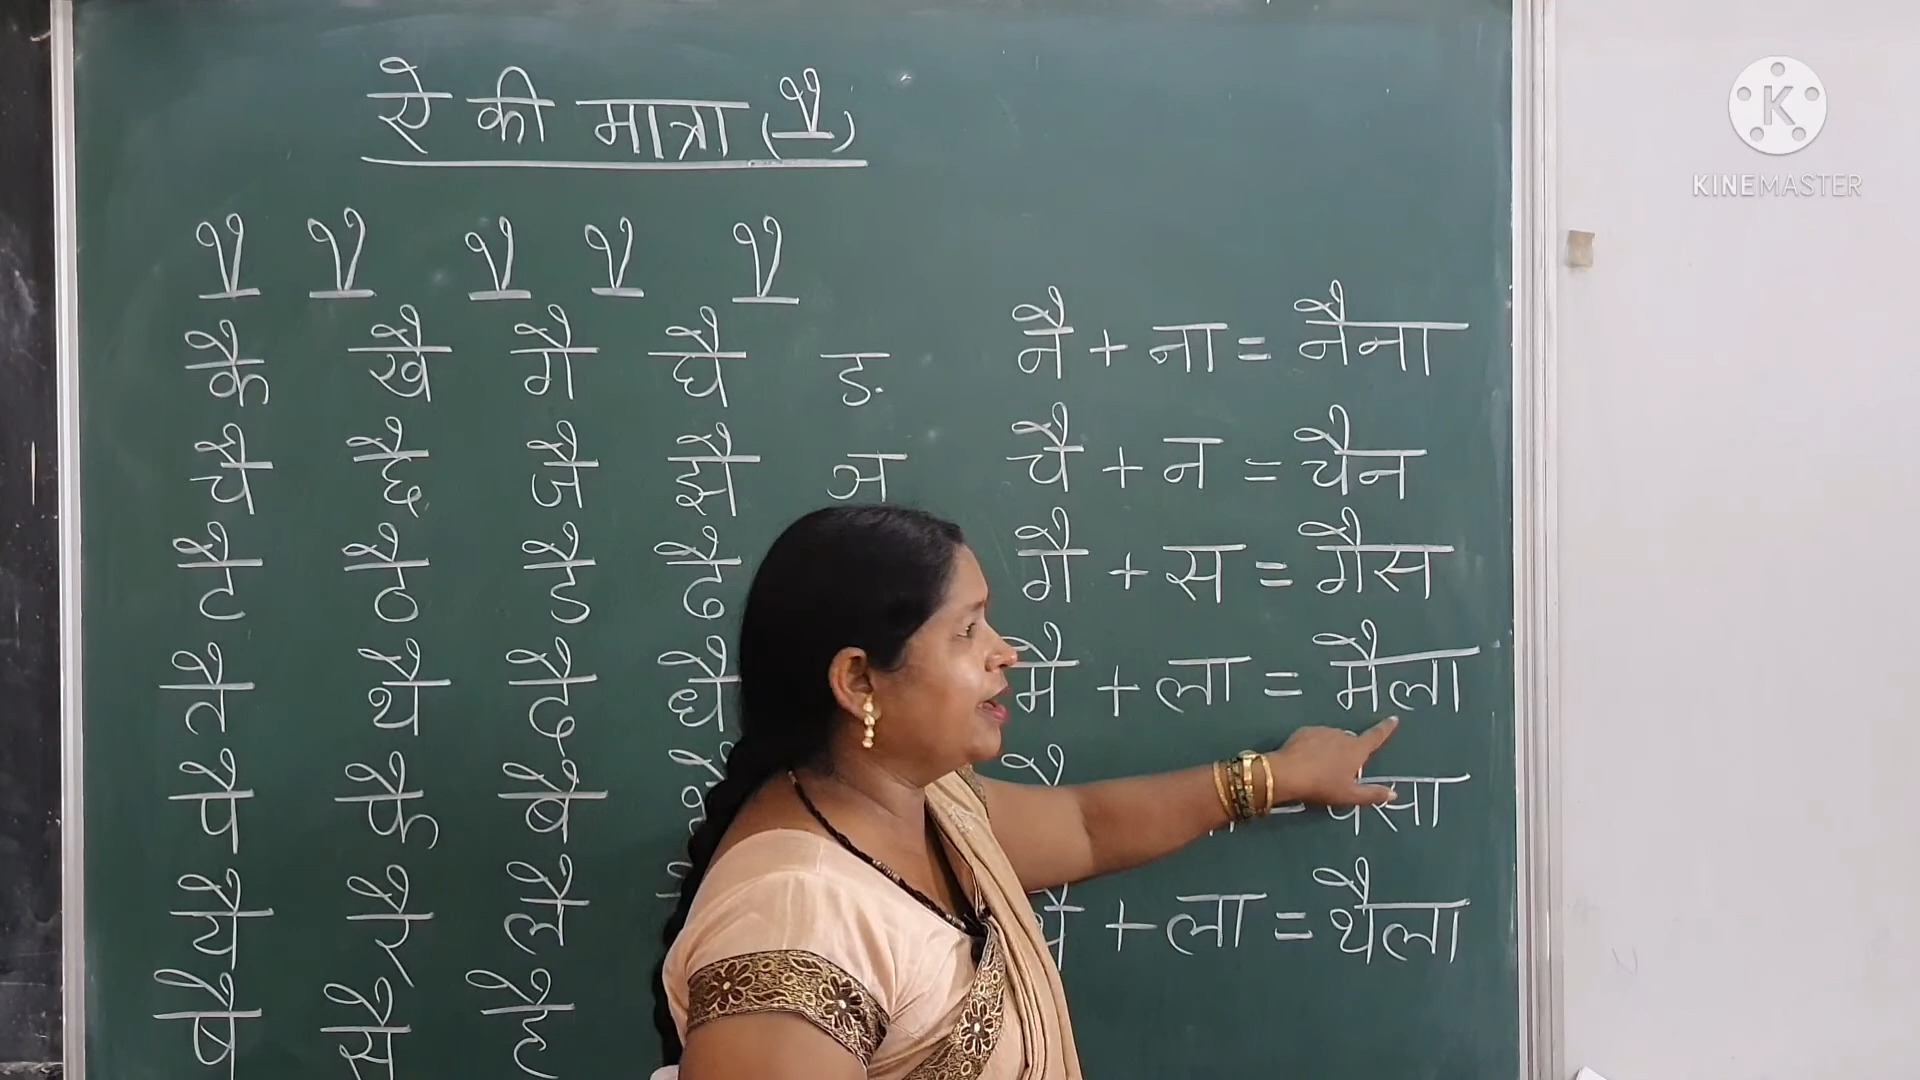 ऐ की मात्रा (ै)
ै ै ै ै ै
कै खै गै घै ङ
चै छै जै झै ञ
टै ठै डै ढै
तै थै दै धै
पै फै बै
यै रै लै
वै सै है
नै + ना = नैना
चै + न = चैन
गै + स = गैस
मै + ला = मैला
= पैसा
+ ला = थैला
K
KINEMASTER